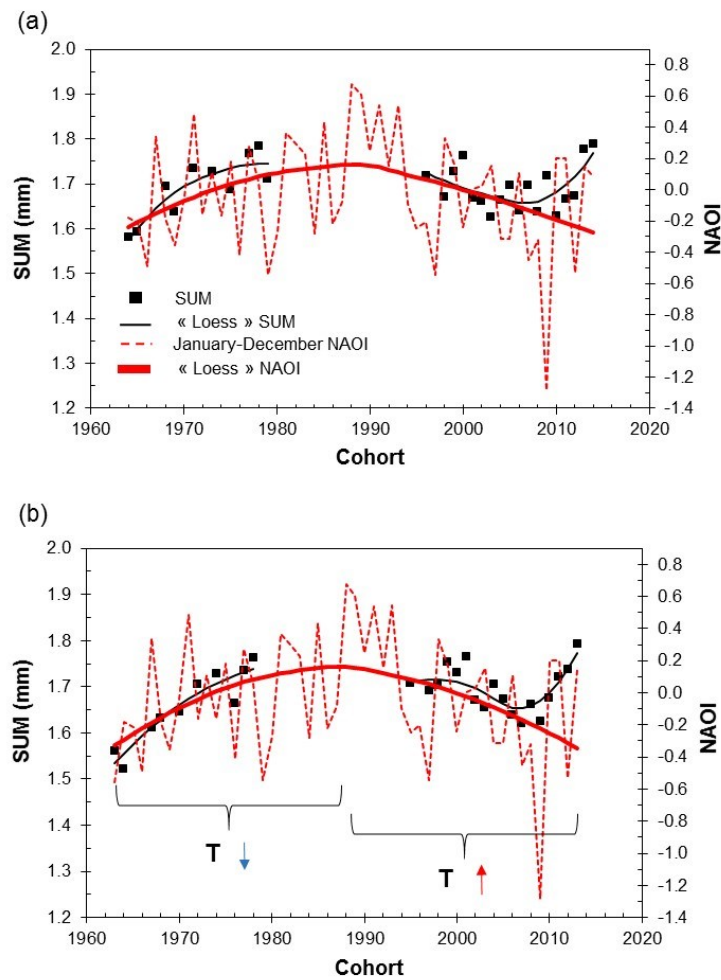 (a)
2.0
1.9
1.8
1.7
1.6
1.5
1.4
1.3
1.2
SUM (mm)
0.8
0.6
0.4
0.2
0.0
-0.2
-0.4
-0.6
-0.8
-1.0
-1.2
-1.4
NAOI
SUM
« Loess » SUM
January-December NAOI
« Loess » NAOI
1960 1970 1980 1990 2000 2010 2020
Cohort
(b)
2.0
1.9
1.8
1.7
1.6
1.5
1.4
1.3
1.2
SUM (mm)
0.8
0.6
0.4
0.2
0.0
-0.2
-0.4
-0.6
-0.8
-1.0
-1.2
-1.4
NAOI
T
T
1960 1970 1980 1990 2000 2010 2020
Cohort